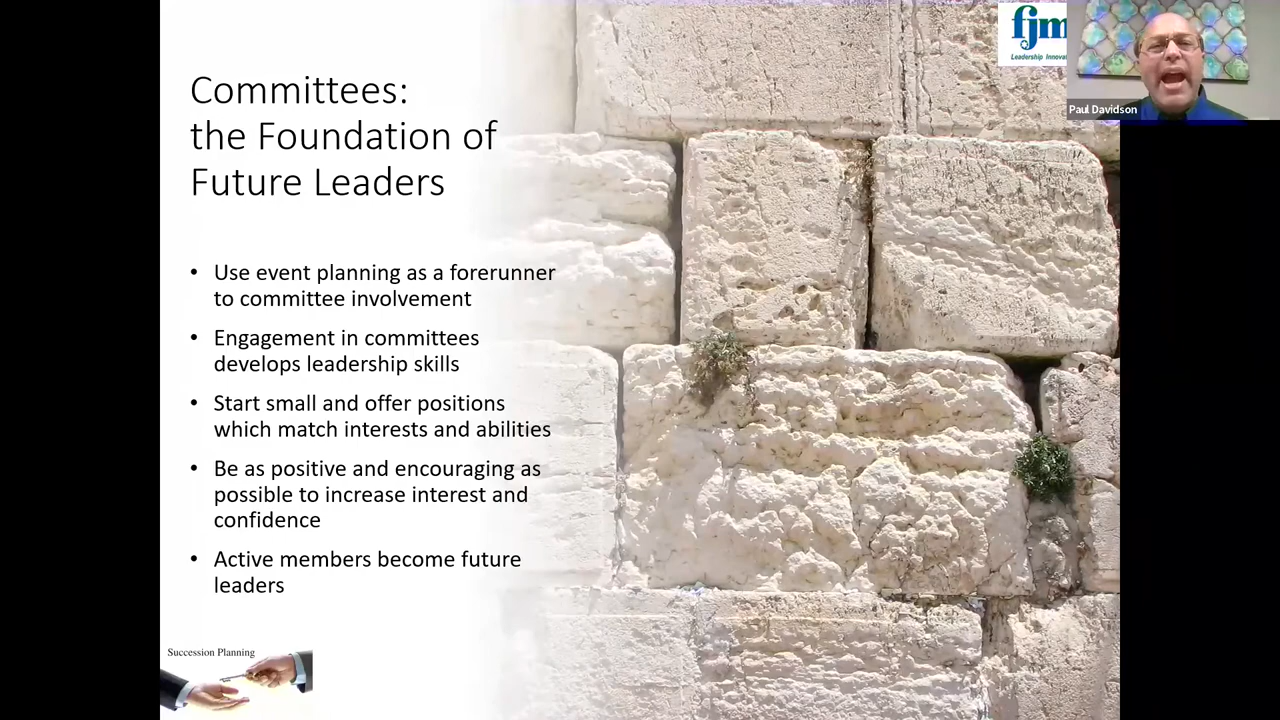 Committees:
the Foundation of
Future Leaders
• Use event planning as a forerunner
to committee involvement
• Engagement in committees
develops leadership skills
• Start small and offer positions
which match interests and abilities
• Be as positive and encouraging as
possible to increase interest and
confidence
• Active members become future
leaders
Succession Planning
fjm
Leadership
Paul Davidson